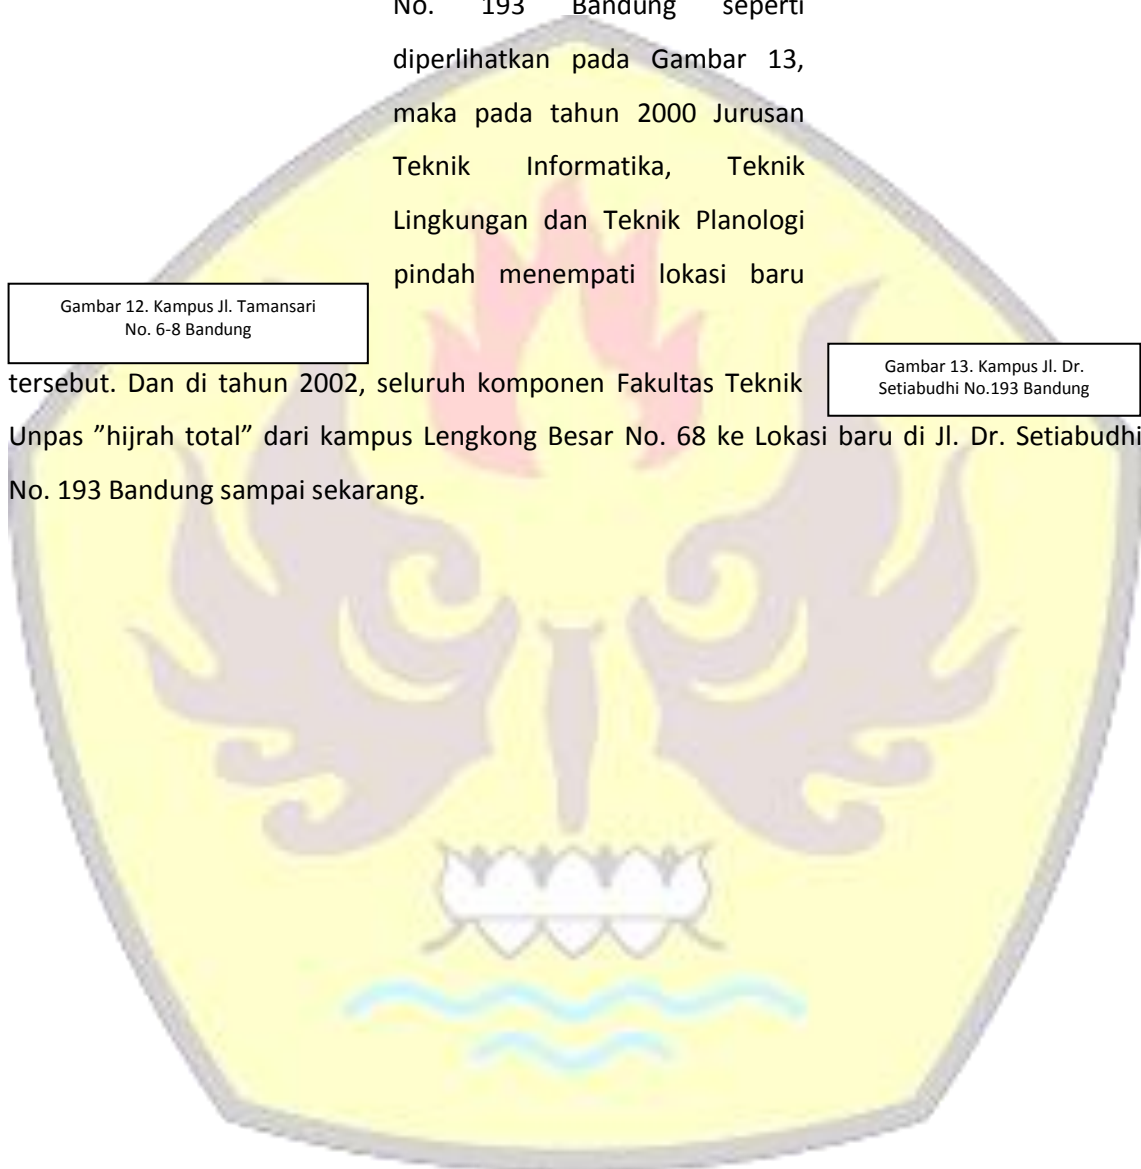 No. 193 Bandung seperti
diperlihatkan pada Gambar 13,
maka pada tahun 2000 Jurusan
Teknik Informatika, Teknik
Lingkungan dan Teknik Planologi
pindah menempati lokasi baru
Gambar 12. Kampus Jl. Tamansari
No. 6-8 Bandung
Gambar 13. Kampus Jl. Dr.
Setiabudhi No.193 Bandung
tersebut. Dan di tahun 2002, seluruh komponen Fakultas Teknik
Unpas ”hijrah total” dari kampus Lengkong Besar No. 68 ke Lokasi baru di Jl. Dr. Setiabudhi
No. 193 Bandung sampai sekarang.